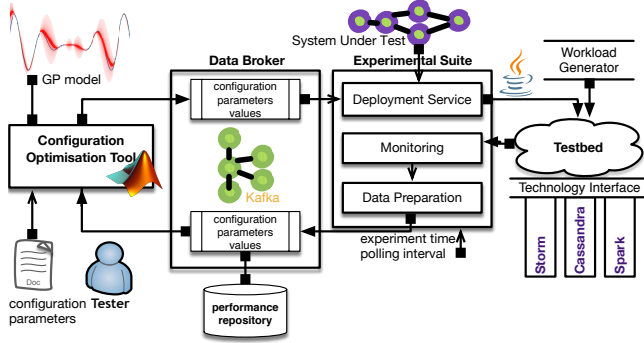 System Under Test
GP model
Data Broker
Experimental Suite
Workload
Generator
configuration
parameters
values
Deployment Service
Configuration
Optimisation Tool
Kafka
Monitoring
Testbed
Data Preparation
Technology Interface
configuration
parameters
values
experiment time
polling interval
Storm
Cassandra
Spark
Doc
configuration
parameters
Tester
performance
repository